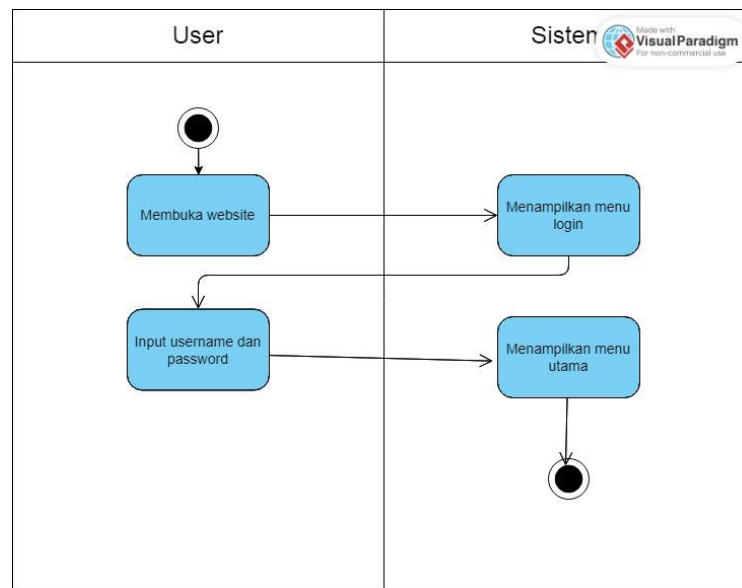 User
Sistem
Made with
Visual Paradigm
For non-commercial use
Membuka website
Menampilkan menu
login
Input username dan
password
Menampilkan menu
utama